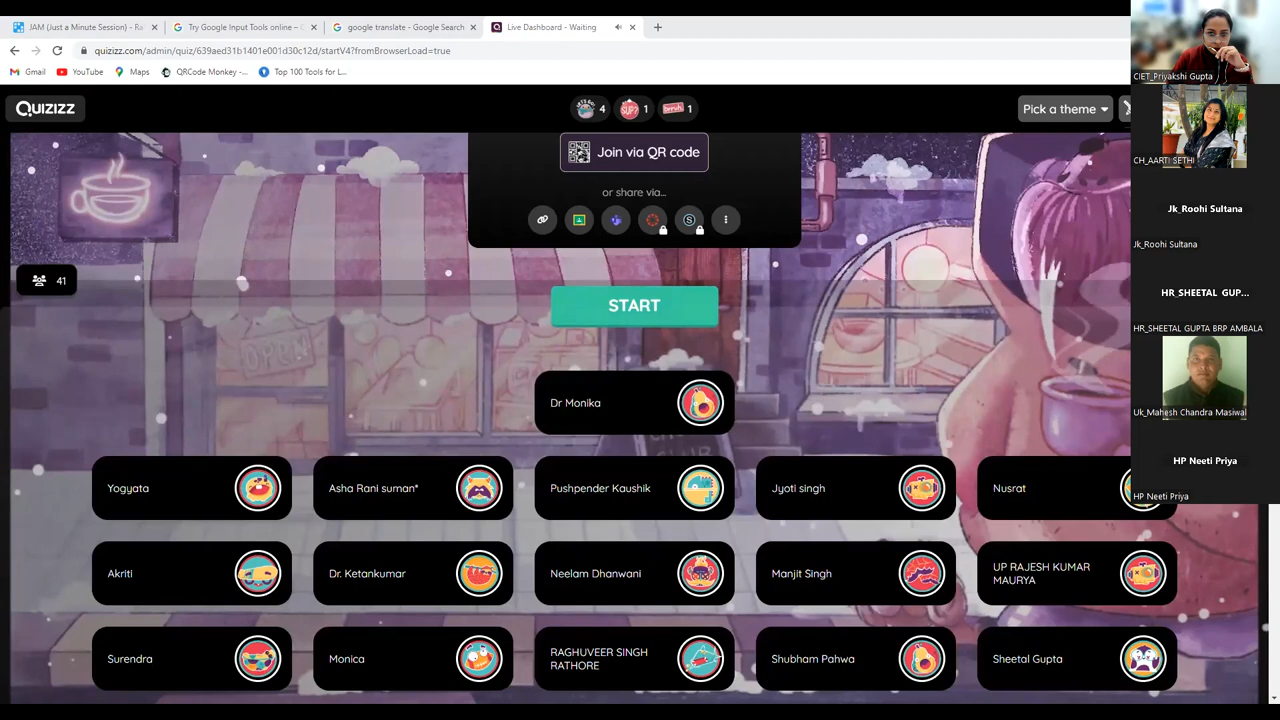 JAM (Just a Minute Session) - Ra
Try Google Input Tools online – G
google translate - Google Search
Live Dashboard - Waiting
quizizz.com/admin/quiz/639aed31b1401e001d30c12d/startV4?fromBrowserLoad=true
Gmail
YouTube
Maps
QRCode Monkey -...
Top 100 Tools for L...
Quizizz
4
SUP?
1
bruh.
1
Pick a theme
Join via QR code
or share via...
41
OPEN
START
Dr Monika
Yogyata
Asha Rani suman*
Pushpender Kaushik
Jyoti singh
Nusrat
Akriti
Dr. Ketankumar
Neelam Dhanwani
Manjit Singh
UP RAJESH KUMAR
MAURYA
Surendra
Monica
RAGHUVEER SINGH
RATHORE
Shubham Pahwa
Sheetal Gupta
CIET_Priyakshi Gupta
CH_AARTI SETHI
Jk_Roohi Sultana
Jk_Roohi Sultana
HR_SHEETAL GUP...
HR_SHEETAL GUPTA BRP AMBALA
Uk_Mahesh Chandra Masiwal
HP Neeti Priya
HP Neeti Priya